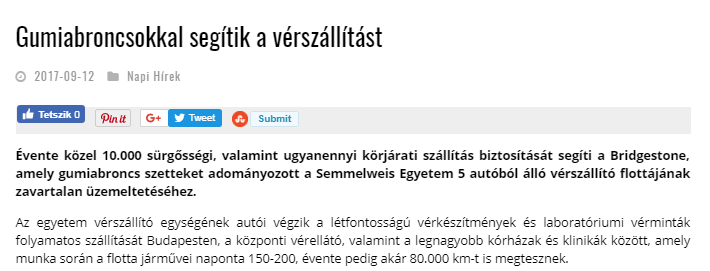 Gumiabroncsokkal segítik a vérszállítást
2017-09-12 Napi Hírek
Tetszik 0 Pin it G+ Tweet Submit
Évente közel 10.000 sürgősségi, valamint ugyanennyi körjárati szállítás biztosítását segíti a Bridgestone,
amely gumiabroncs szetteket adományozott a Semmelweis Egyetem 5 autóból álló vérszállító flottájának
zavartalan üzemeltetéséhez.
Az egyetem vérszállító egységének autói végzik a létfontosságú vérkészítmények és laboratóriumi vérminták
folyamatos szállítását Budapesten, a központi vérellátó, valamint a legnagyobb kórházak és klinikák között, amely
munka során a flotta járművei naponta 150-200, évente pedig akár 80.000 km-t is megtesznek.